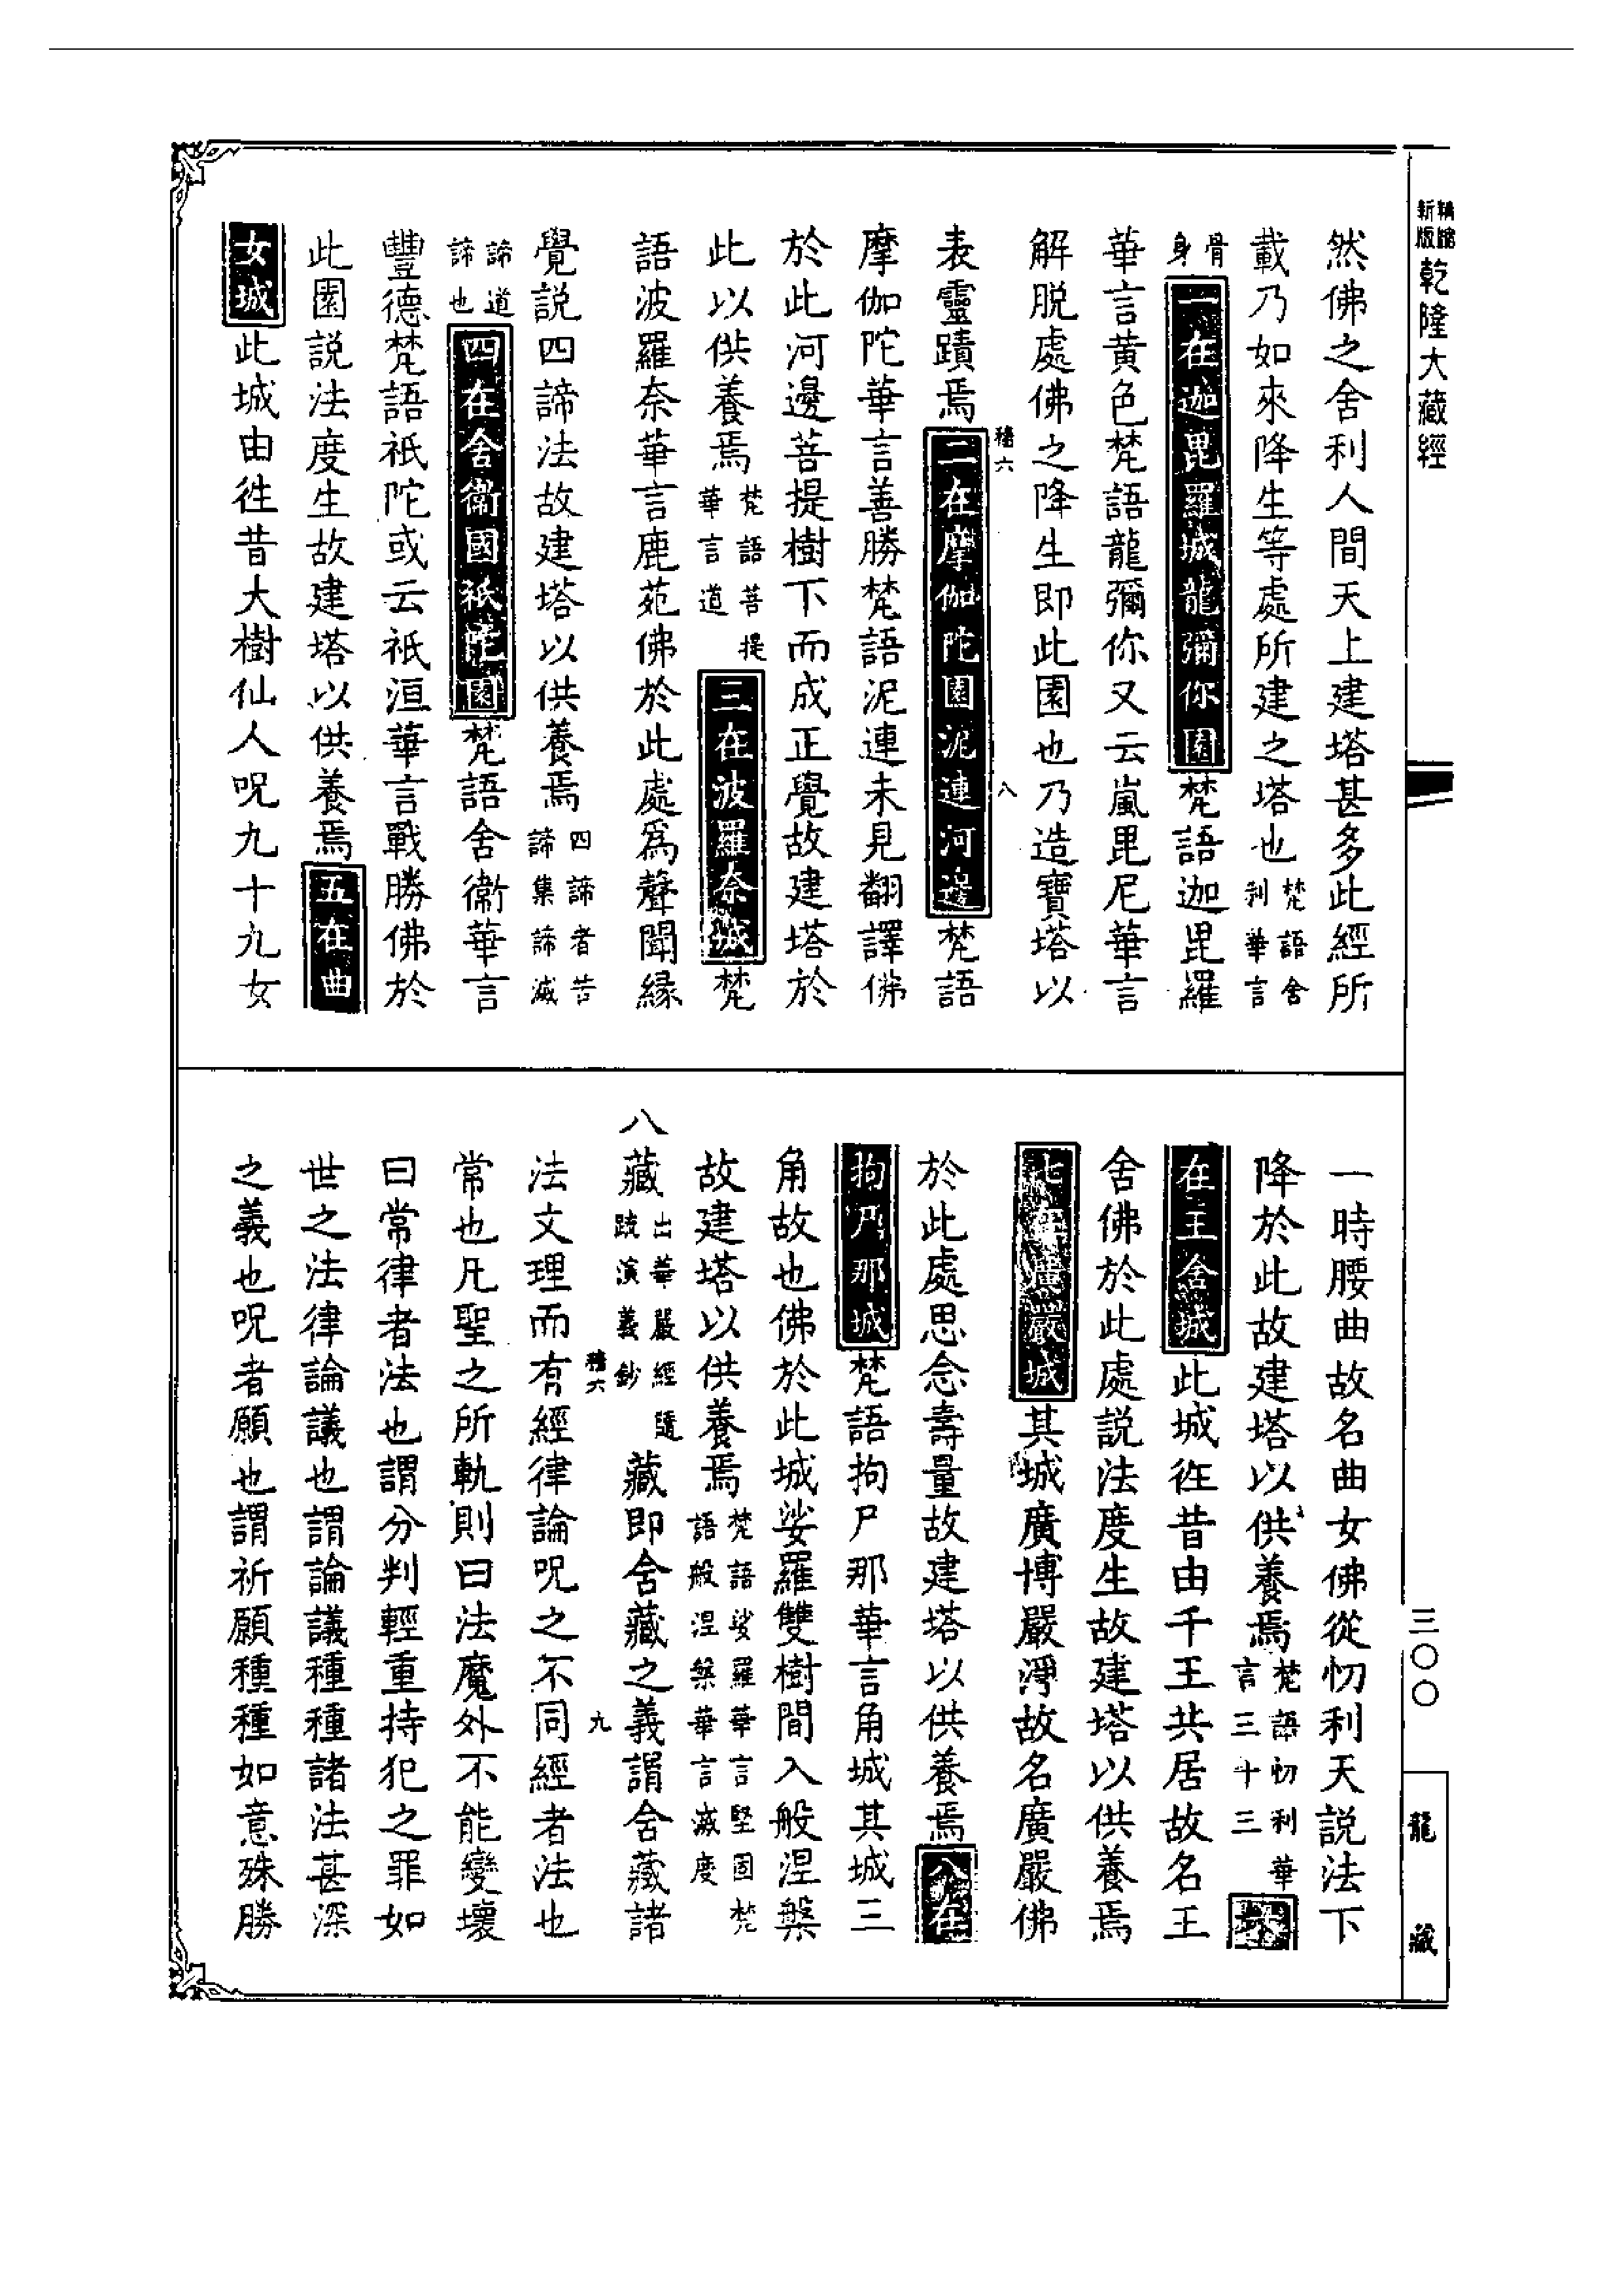 新版
精縮
乾隆大藏經
然佛之舍利人間天上建塔甚多此經所
載乃如來降生等處所建之塔也梵語舍利華言
骨身一在迦毘羅城龍彌你園梵語迦毘羅
華言黃色梵語龍彌你又云嵐毘尼華言
解脫處佛之降生即此園也乃造寶塔以
表靈蹟焉二在摩伽陀國泥連河邊梵語
摩伽陀華言善勝梵語泥連未見翻譯佛
於此河邊菩提樹下而成正覺故建塔於
此以供養焉梵語菩提華言道三在波羅奈城梵
語波羅奈華言鹿苑佛於此處爲聲聞緣
覺說四諦法故建塔以供養焉四諦者苦諦集諦滅
諦道諦也四在舍衞國祇陀園梵語舍衞華言
豐德梵語祇陀或云祇洹華言戰勝佛於
此園說法度生故建塔以供養焉五在曲
女城此城由徃昔大樹仙人呪九十九女
一時腰曲故名曲女佛從忉利天說法下
降於此故建塔以供養焉梵語忉利華言三十三六
在王舍城此城徃昔由千王共居故名王
舍佛於此處說法度生故建塔以供養焉
七在廣嚴城其城廣博嚴淨故名廣嚴佛
於此處思念壽量故建塔以供養焉八在
拘尸那城梵語拘尸那華言角城其城三
角故也佛於此城娑羅雙樹間入般涅槃
故建塔以供養焉梵語娑羅華言堅固梵語般涅槃華言滅度
八藏出華嚴經隨疏演義鈔藏即含藏之義謂含藏諸
法文理而有經律論呪之不同經者法也
常也凡聖之所軌則曰法魔外不能變壞
曰常律者法也謂分判輕重持犯之罪如
世之法律論議也謂論議種種諸法甚深
之義也呪者願也謂祈願種種如意殊勝
穡六
八
穡六
九
三〇〇
龍藏